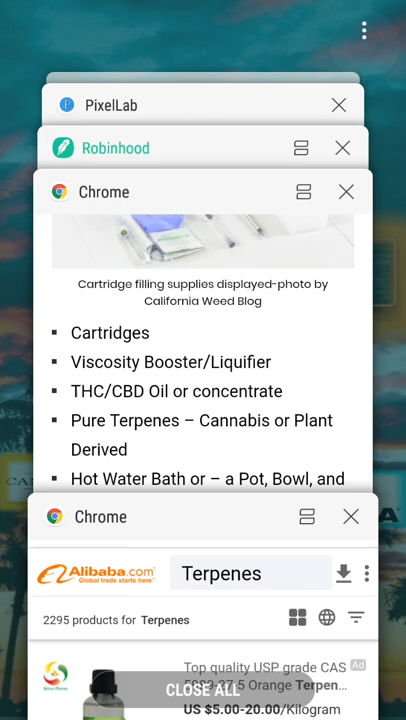 PixelLab
Robinhood
Chrome
Cartridge filling supplies displayed-photo by
California Weed Blog
Cartridges
Viscosity Booster/Liquifier
THC/CBD Oil or concentrate
Pure Terpenes – Cannabis or Plant
Derived
Hot Water Bath or – a Pot, Bowl, and
Chrome
Alibaba.com
Global trade starts here
Terpenes
2295 products for Terpenes
Top quality USP grade CAS Ad
Orange Terpen...
CLOSE ALL
US $5.00-20.00/Kilogram